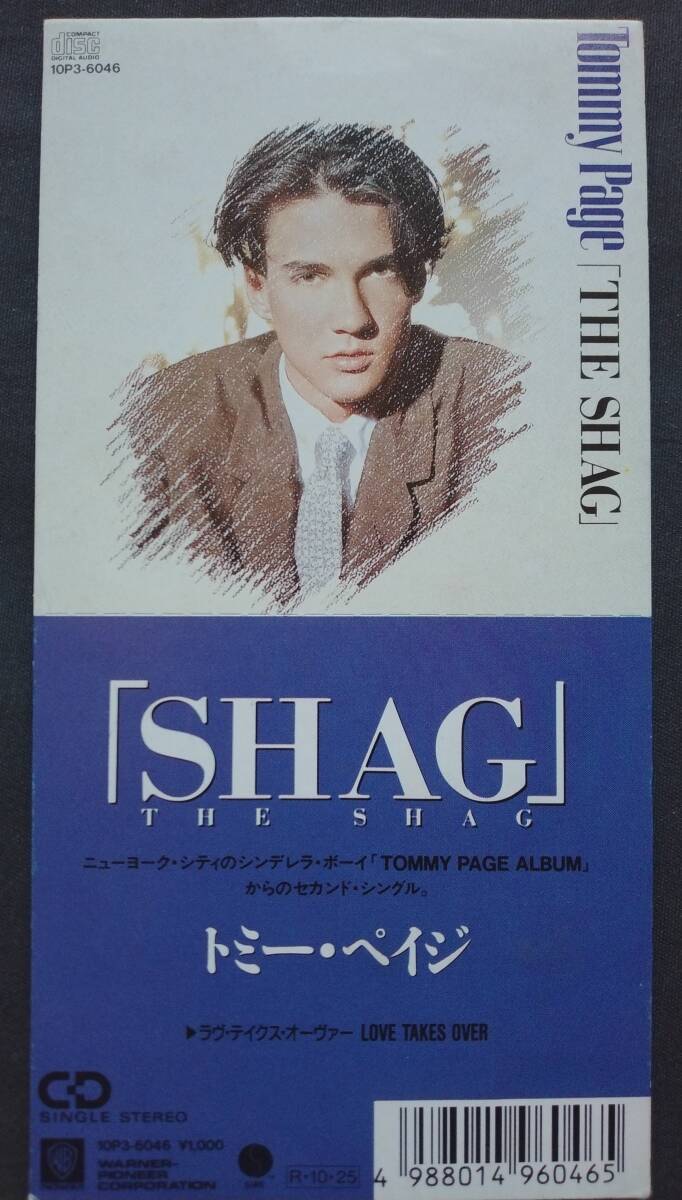 COMPACT
disc
DIGITAL AUDIO
10P3-6046
Tommy Page「THE SHAG」
「SHAG」
THE SHAG
ニューヨーク・シティのシンデレラ・ボーイ「TOMMY PAGE ALBUM」
からのセカンド・シングル。
トミー・ペイジ
▶ラヴ・テイクス・オーヴァー LOVE TAKES OVER
CD
SINGLE STEREO
10P3-6046 ¥1,000
WARNER-
PIONEER
CORPORATION
SIRE
R・10・25
4 988014 960465